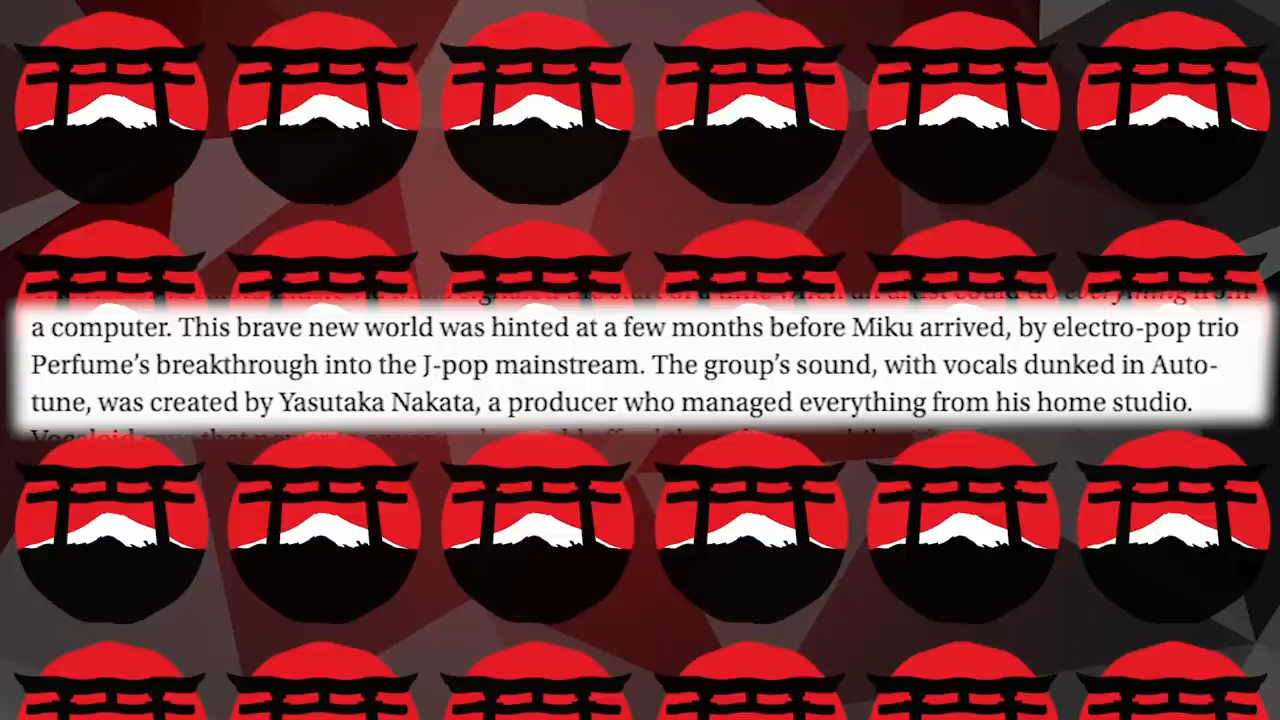 a computer. This brave new world was hinted at a few months before Miku arrived, by electro-pop trio
Perfume’s breakthrough into the J-pop mainstream. The group’s sound, with vocals dunked in Auto-
tune, was created by Yasutaka Nakata, a producer who managed everything from his home studio.